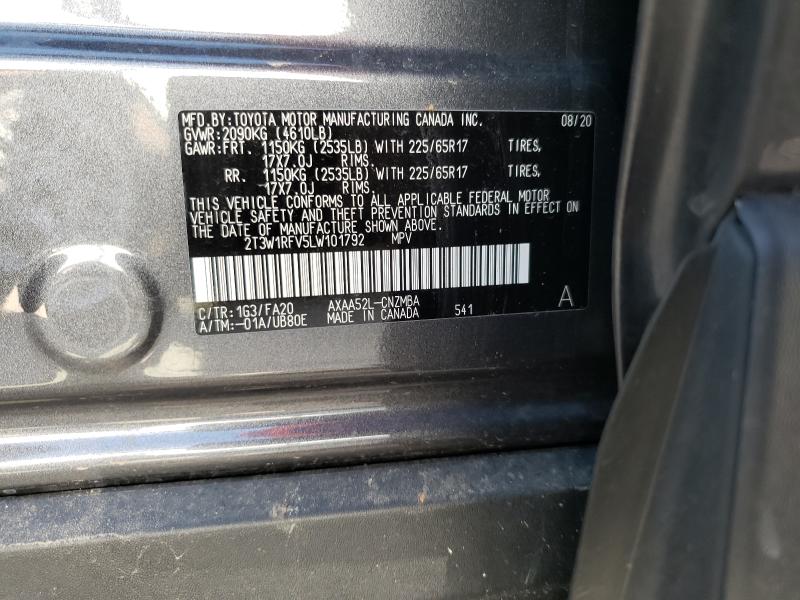 MFD. BY: TOYOTA MOTOR MANUFACTURING CANADA INC. 08/20
GVWR: 2090KG (4610LB)
GAWR: FRT. 1150KG (2535LB) WITH 225/65R17 TIRES,
17X7.0J RIMS.
RR. 1150KG (2535LB) WITH 225/65R17 TIRES,
17X7.0J RIMS.
THIS VEHICLE CONFORMS TO ALL APPLICABLE FEDERAL MOTOR
VEHICLE SAFETY AND THEFT PREVENTION STANDARDS IN EFFECT ON
THE DATE OF MANUFACTURE SHOWN ABOVE.
2T3W1RFV5LW101792 MPV
C/TR: 1G3/FA20 AXAA52L-CNZMBA A
A/TM: -01A/UB80E MADE IN CANADA 541